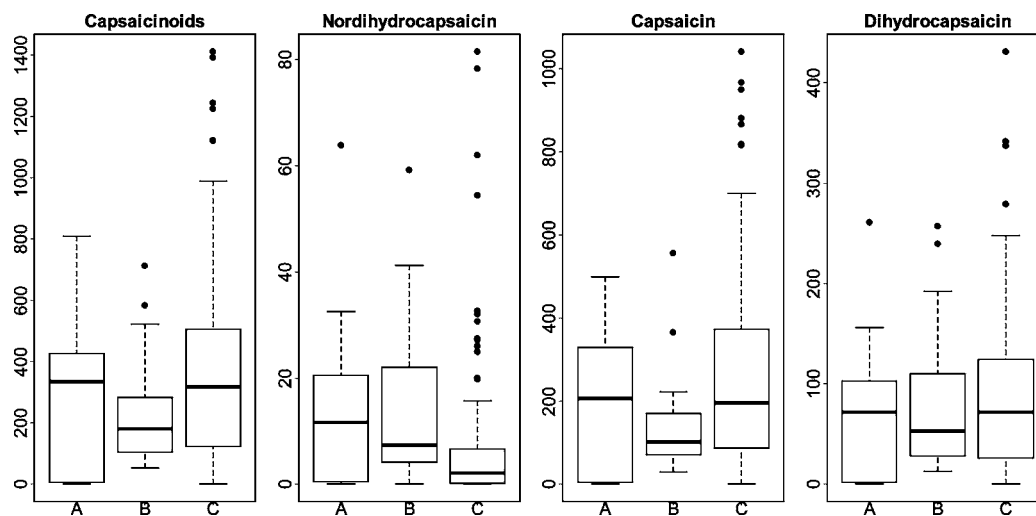 Capsaicinoids
0 200 400 600 800 1000 1200 1400
A B C
Nordihydrocapsaicin
0 20 40 60 80
A B C
Capsaicin
0 200 400 600 800 1000
A B C
Dihydrocapsaicin
0 100 200 300 400
A B C